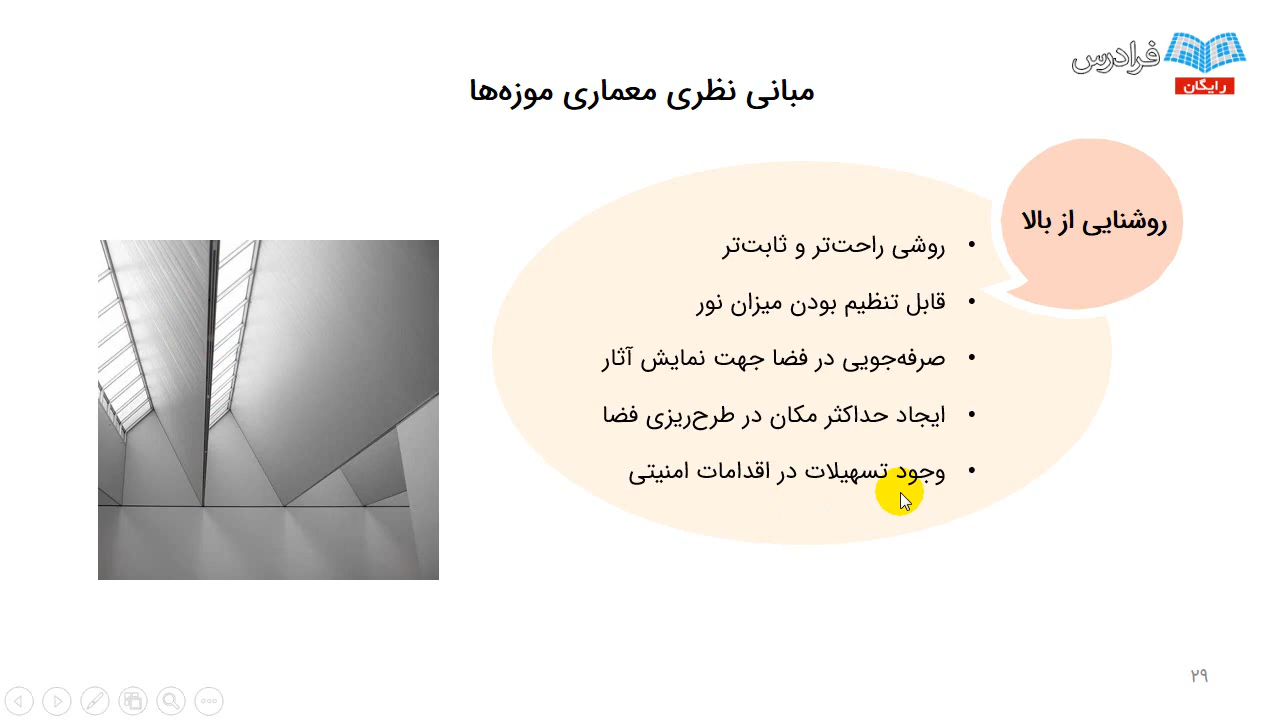 فرادرس
رایگان
مبانی نظری معماری موزه‌ها
روشنایی از بالا
• روشی راحت‌تر و ثابت‌تر
• قابل تنظیم بودن میزان نور
• صرفه‌جویی در فضا جهت نمایش آثار
• ایجاد حداکثر مکان در طرح‌ریزی فضا
• وجود تسهیلات در اقدامات امنیتی
۲۹